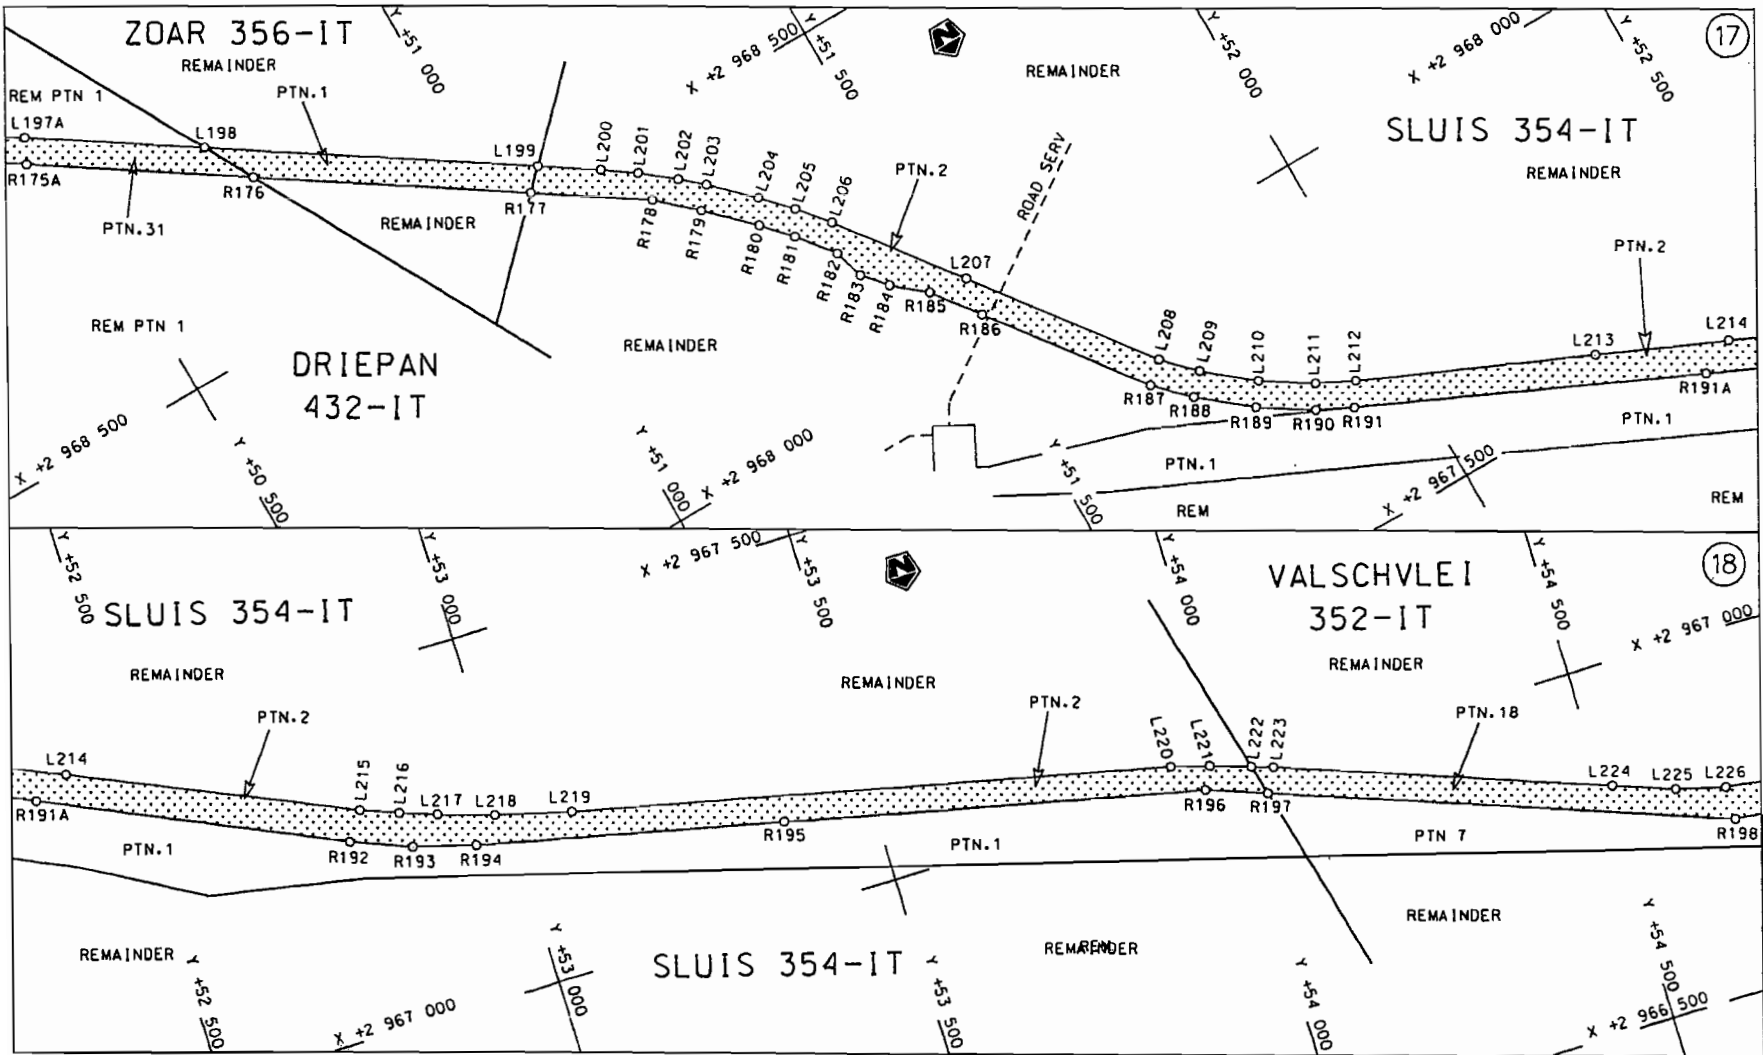 ZOAR 356-IT
REMAINDER
REM PTN 1
PTN.1
Y +51 000
X +2 968 500
Y +51 500
N
REMAINDER
Y +52 000
X +2 968 000
Y +52 500
17
L197A
L198
L199
L200
L201
L202
L203
L204
L205
L206
PTN.2
ROAD SERV
SLUIS 354-IT
REMAINDER
R175A
R176
R177
R178
R179
R180
R181
R182
R183
R184
R185
R186
L207
PTN.31
REMAINDER
PTN.2
L208
L209
L210
L211
L212
L213
L214
REM PTN 1
DRIEPAN
432-IT
REMAINDER
R187
R188
R189
R190
R191
R191A
PTN.1
X +2 968 500
Y +50 500
Y +51 000
X +2 968 000
Y +51 500
PTN.1
X +2 967 500
REM
REM
Y +52 500
Y +53 000
X +2 967 500
Y +53 500
N
Y +54 000
VALSCHVLEI
352-IT
REMAINDER
Y +54 500
X +2 967 000
18
SLUIS 354-IT
REMAINDER
REMAINDER
PTN.2
PTN.2
PTN.18
L214
L215
L216
L217
L218
L219
L220
L221
L222
L223
L224
L225
L226
R191A
R192
R193
R194
R195
R196
R197
R198
PTN.1
PTN.1
PTN 7
REMAINDER
Y +52 500
X +2 967 000
Y +53 000
SLUIS 354-IT
Y +53 500
REMAINDER
REM
Y +54 000
REMAINDER
X +2 966 500
Y +54 500